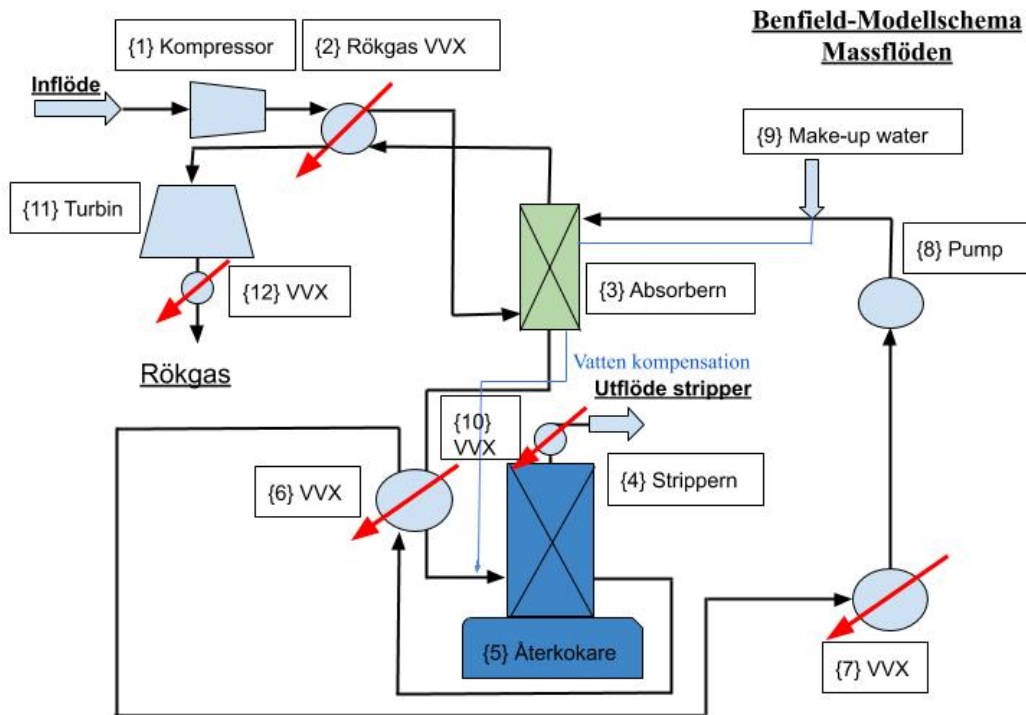 Benfield-Modellschema
Massflöden
{1} Kompressor
{2} Rökgas VVX
Inflöde
{9} Make-up water
{11} Turbin
{8} Pump
{12} VVX
{3} Absorbern
Rökgas
Vatten kompensation
Utflöde stripper
{10}
VVX
{4} Strippern
{6} VVX
{5} Återkokare
{7} VVX